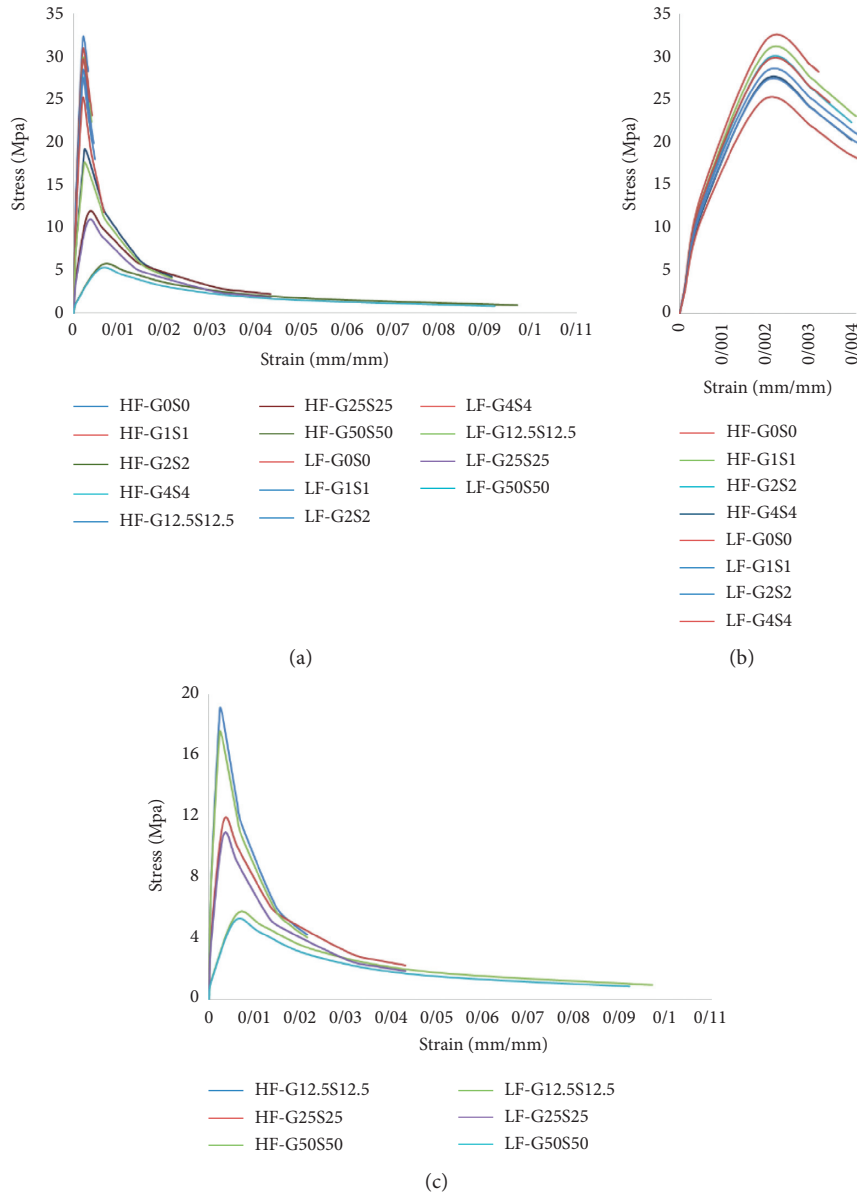 35
30
25
20
15
10
5
0
Stress (Mpa)
0 0/01 0/02 0/03 0/04 0/05 0/06 0/07 0/08 0/09 0/1 0/11
Strain (mm/mm)
HF-G0S0
HF-G1S1
HF-G2S2
HF-G4S4
HF-G12.5S12.5
HF-G25S25
HF-G50S50
LF-G0S0
LF-G1S1
LF-G2S2
LF-G4S4
LF-G12.5S12.5
LF-G25S25
LF-G50S50
(a)
35
30
25
20
15
10
5
0
Stress (Mpa)
0
0/001
0/002
0/003
0/004
Strain (mm/mm)
HF-G0S0
HF-G1S1
HF-G2S2
HF-G4S4
LF-G0S0
LF-G1S1
LF-G2S2
LF-G4S4
(b)
20
16
12
8
4
0
Stress (Mpa)
0 0/01 0/02 0/03 0/04 0/05 0/06 0/07 0/08 0/09 0/1 0/11
Strain (mm/mm)
HF-G12.5S12.5
HF-G25S25
HF-G50S50
LF-G12.5S12.5
LF-G25S25
LF-G50S50
(c)